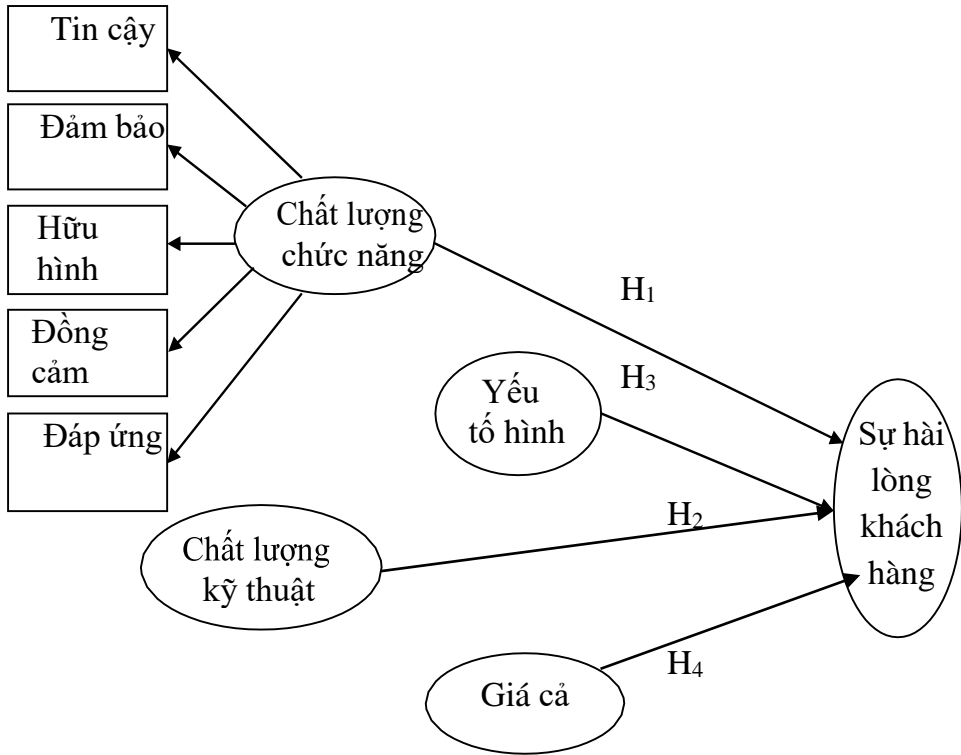 Tin cậy
Đảm bảo
Hữu
hình
Đồng
cảm
Đáp ứng
Chất lượng
chức năng
H₁
H₃
Yếu
tố hình
Sự hài
lòng
khách
hàng
H₂
Chất lượng
kỹ thuật
H₄
Giá cả